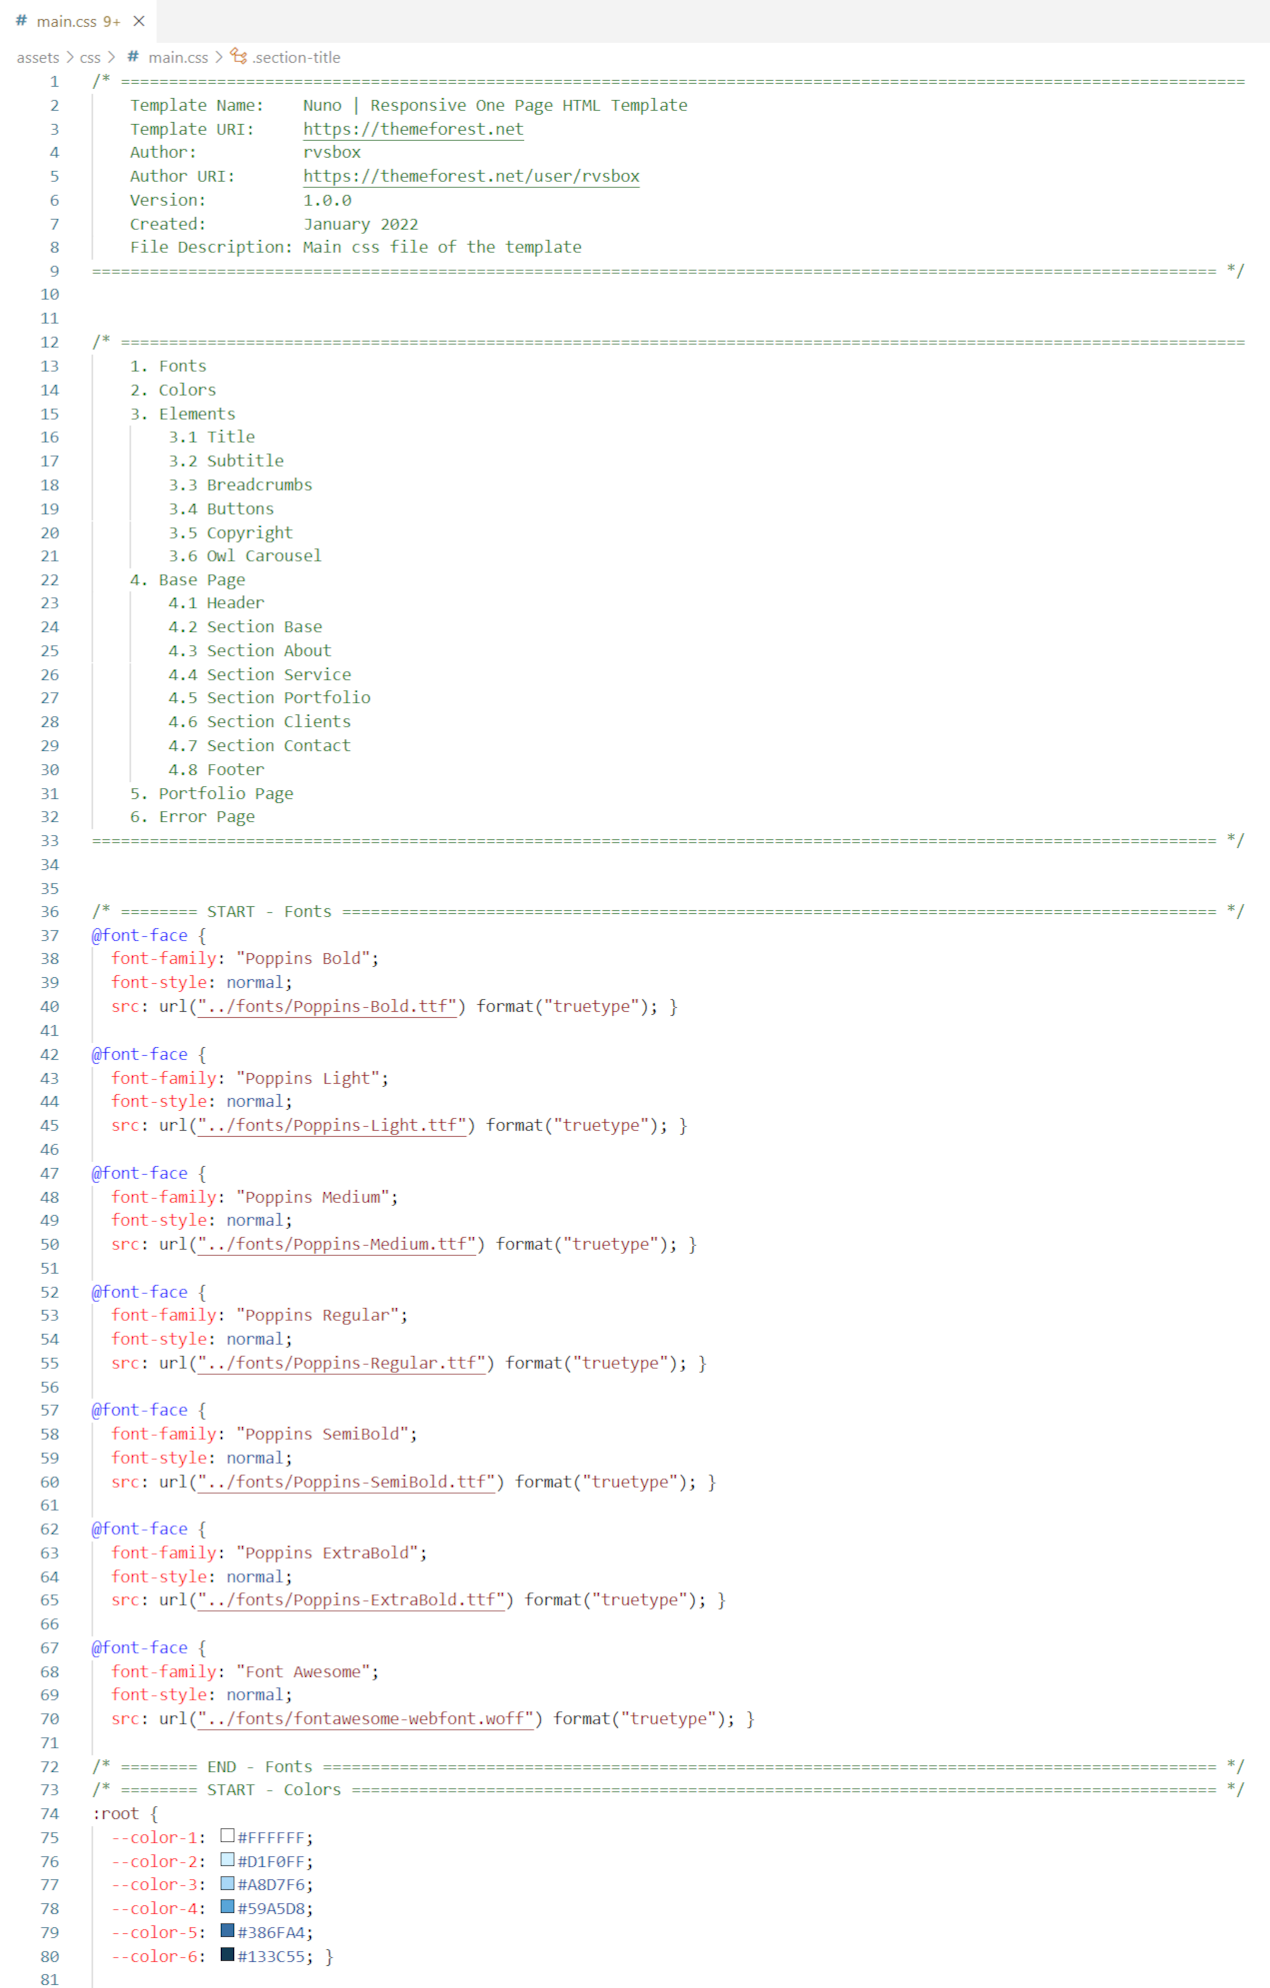 # main.css 9+ ×
assets > css > # main.css > .section-title
1 /* =====================================================================================================================
2 Template Name: Nuno | Responsive One Page HTML Template
3 Template URI: https://themeforest.net
4 Author: rvsbox
5 Author URI: https://themeforest.net/user/rvsbox
6 Version: 1.0.0
7 Created: January 2022
8 File Description: Main css file of the template
9 ===================================================================================================================== */
10
11
12 /* =====================================================================================================================
13 1. Fonts
14 2. Colors
15 3. Elements
16 3.1 Title
17 3.2 Subtitle
18 3.3 Breadcrumbs
19 3.4 Buttons
20 3.5 Copyright
21 3.6 Owl Carousel
22 4. Base Page
23 4.1 Header
24 4.2 Section Base
25 4.3 Section About
26 4.4 Section Service
27 4.5 Section Portfolio
28 4.6 Section Clients
29 4.7 Section Contact
30 4.8 Footer
31 5. Portfolio Page
32 6. Error Page
33 ===================================================================================================================== */
34
35
36 /* ======== START - Fonts =========================================================================================== */
37 @font-face {
38 font-family: "Poppins Bold";
39 font-style: normal;
40 src: url("../fonts/Poppins-Bold.ttf") format("truetype"); }
41
42 @font-face {
43 font-family: "Poppins Light";
44 font-style: normal;
45 src: url("../fonts/Poppins-Light.ttf") format("truetype"); }
46
47 @font-face {
48 font-family: "Poppins Medium";
49 font-style: normal;
50 src: url("../fonts/Poppins-Medium.ttf") format("truetype"); }
51
52 @font-face {
53 font-family: "Poppins Regular";
54 font-style: normal;
55 src: url("../fonts/Poppins-Regular.ttf") format("truetype"); }
56
57 @font-face {
58 font-family: "Poppins SemiBold";
59 font-style: normal;
60 src: url("../fonts/Poppins-SemiBold.ttf") format("truetype"); }
61
62 @font-face {
63 font-family: "Poppins ExtraBold";
64 font-style: normal;
65 src: url("../fonts/Poppins-ExtraBold.ttf") format("truetype"); }
66
67 @font-face {
68 font-family: "Font Awesome";
69 font-style: normal;
70 src: url("../fonts/fontawesome-webfont.woff") format("truetype"); }
71
72 /* ======== END - Fonts ============================================================================================= */
73 /* ======== START - Colors ========================================================================================== */
74 :root {
75 --color-1: #FFFFFF;
76 --color-2: #D1F0FF;
77 --color-3: #A8D7F6;
78 --color-4: #59A5D8;
79 --color-5: #386FA4;
80 --color-6: #133C55; }
81